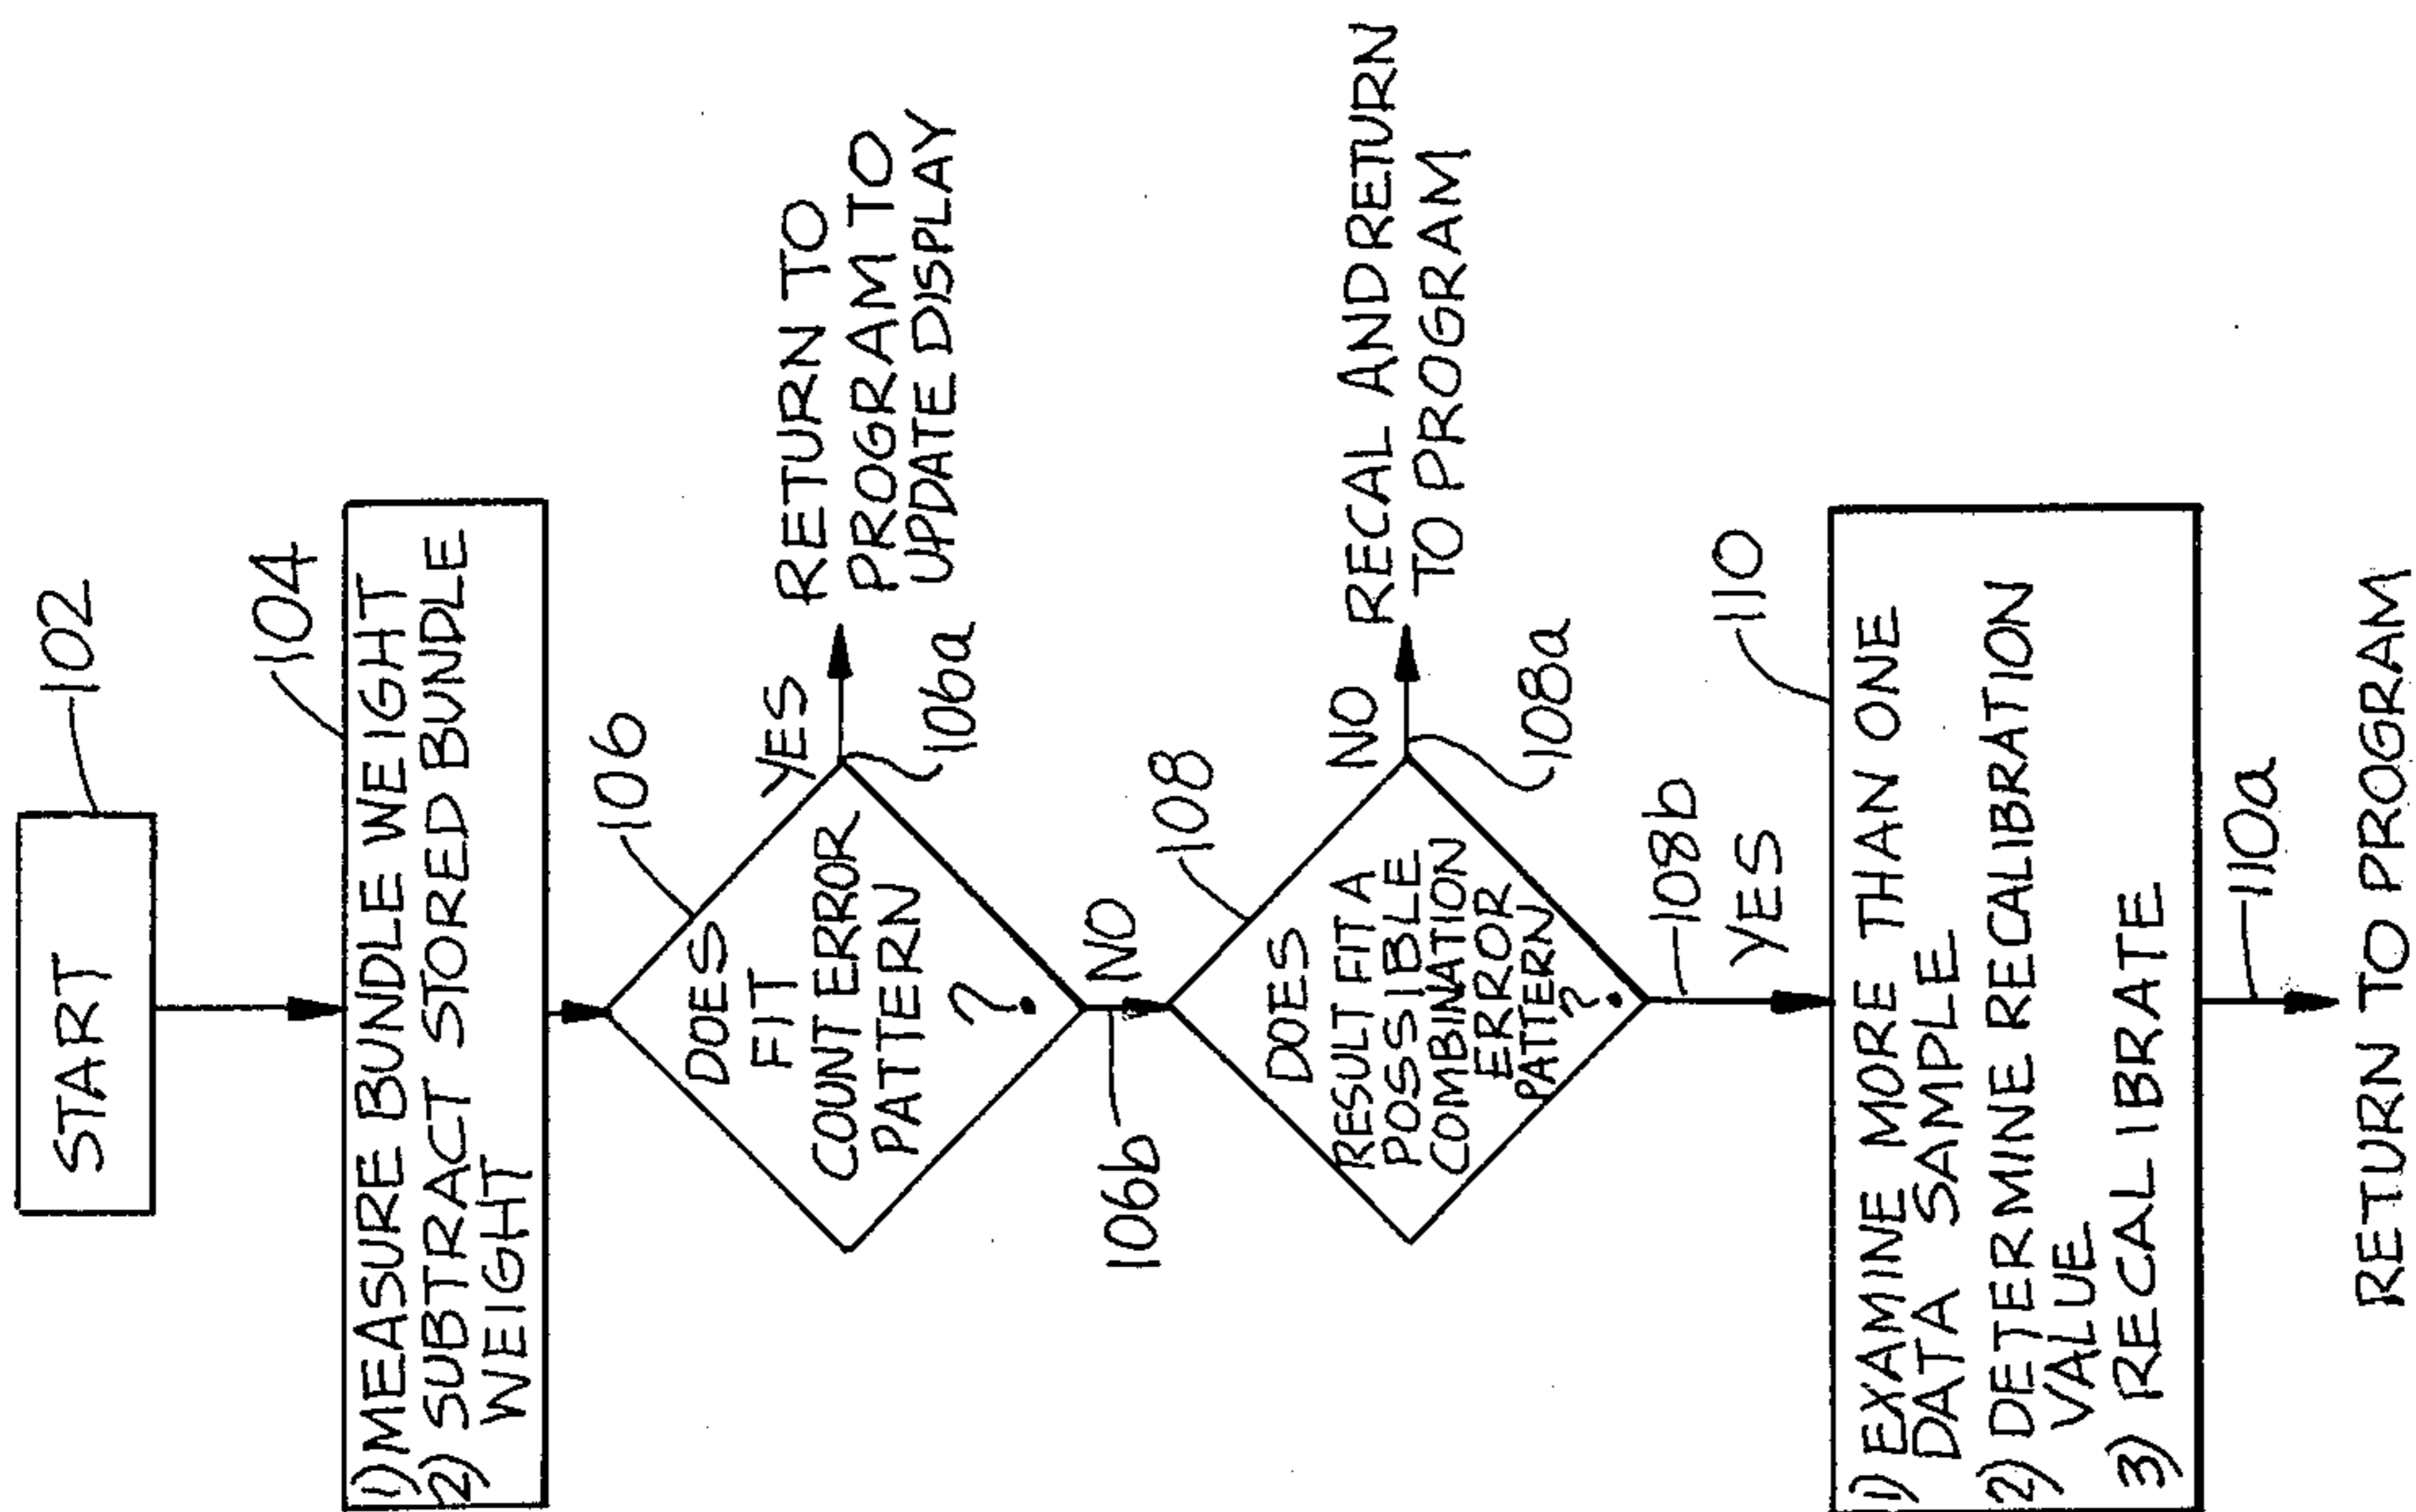 START
102
104
1) MEASURE BUNDLE WEIGHT
2) SUBTRACT STORED BUNDLE
WEIGHT
106
DOES
FIT
COUNT ERROR
PATTERN
?
YES
106a
RETURN TO
PROGRAM TO
UPDATE DISPLAY
106b
NO
108
DOES
RESULT FIT A
POSSIBLE
COMBINATION
ERROR
PATTERN
?
NO
108a
RECAL AND RETURN
TO PROGRAM
108b
YES
110
1) EXAMINE MORE THAN ONE
DATA SAMPLE
2) DETERMINE RECALIBRATION
VALUE
3) RECALIBRATE
110a
RETURN TO PROGRAM